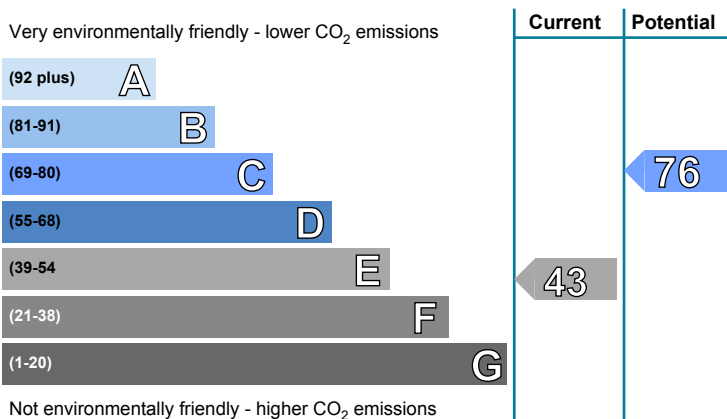 Current Potential
Very environmentally friendly - lower CO2 emissions
(92 plus) A
(81-91) B
(69-80) C 76
(55-68) D
(39-54 E 43
(21-38) F
(1-20) G
Not environmentally friendly - higher CO2 emissions